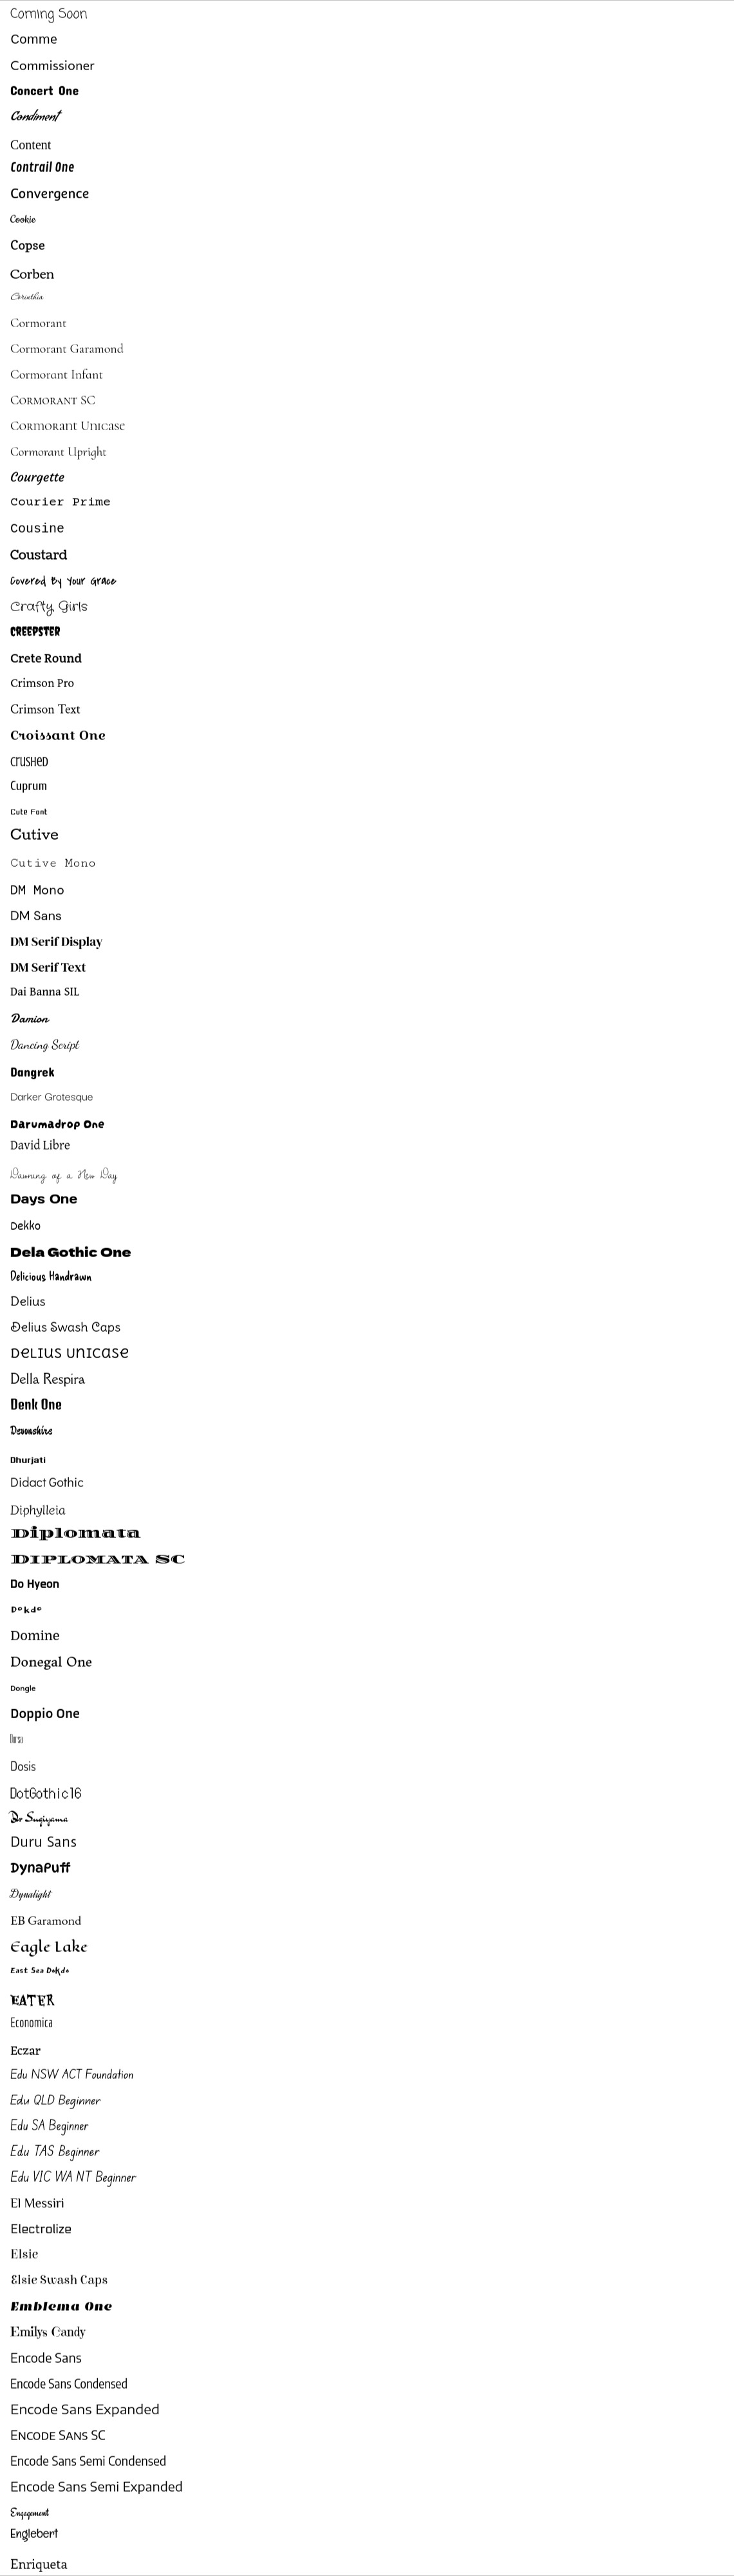 Coming Soon
Comme
Commissioner
Concert One
Condiment
Content
Contrail One
Convergence
Cookie
Copse
Corben
Corinthia
Cormorant
Cormorant Garamond
Cormorant Infant
Cormorant SC
Cormorant Unicase
Cormorant Upright
Courgette
Courier Prime
Cousine
Coustard
Covered By Your Grace
Crafty Girls
Creepster
Crete Round
Crimson Pro
Crimson Text
Croissant One
Crushed
Cuprum
Cute Font
Cutive
Cutive Mono
DM Mono
DM Sans
DM Serif Display
DM Serif Text
Dai Banna SIL
Damion
Dancing Script
Dangrek
Darker Grotesque
Darumadrop One
David Libre
Dawning of a New Day
Days One
Dekko
Dela Gothic One
Delicious Handrawn
Delius
Delius Swash Caps
Delius Unicase
Della Respira
Denk One
Devonshire
Dhurjati
Didact Gothic
Diphylleia
Diplomata
Diplomata SC
Do Hyeon
Dokdo
Domine
Donegal One
Dongle
Doppio One
Dorsa
Dosis
DotGothic16
Dr Sugiyama
Duru Sans
DynaPuff
Dynalight
EB Garamond
Eagle Lake
East Sea Dokdo
Eater
Economica
Eczar
Edu NSW ACT Foundation
Edu QLD Beginner
Edu SA Beginner
Edu TAS Beginner
Edu VIC WA NT Beginner
El Messiri
Electrolize
Elsie
Elsie Swash Caps
Emblema One
Emilys Candy
Encode Sans
Encode Sans Condensed
Encode Sans Expanded
Encode Sans SC
Encode Sans Semi Condensed
Encode Sans Semi Expanded
Engagement
Englebert
Enriqueta